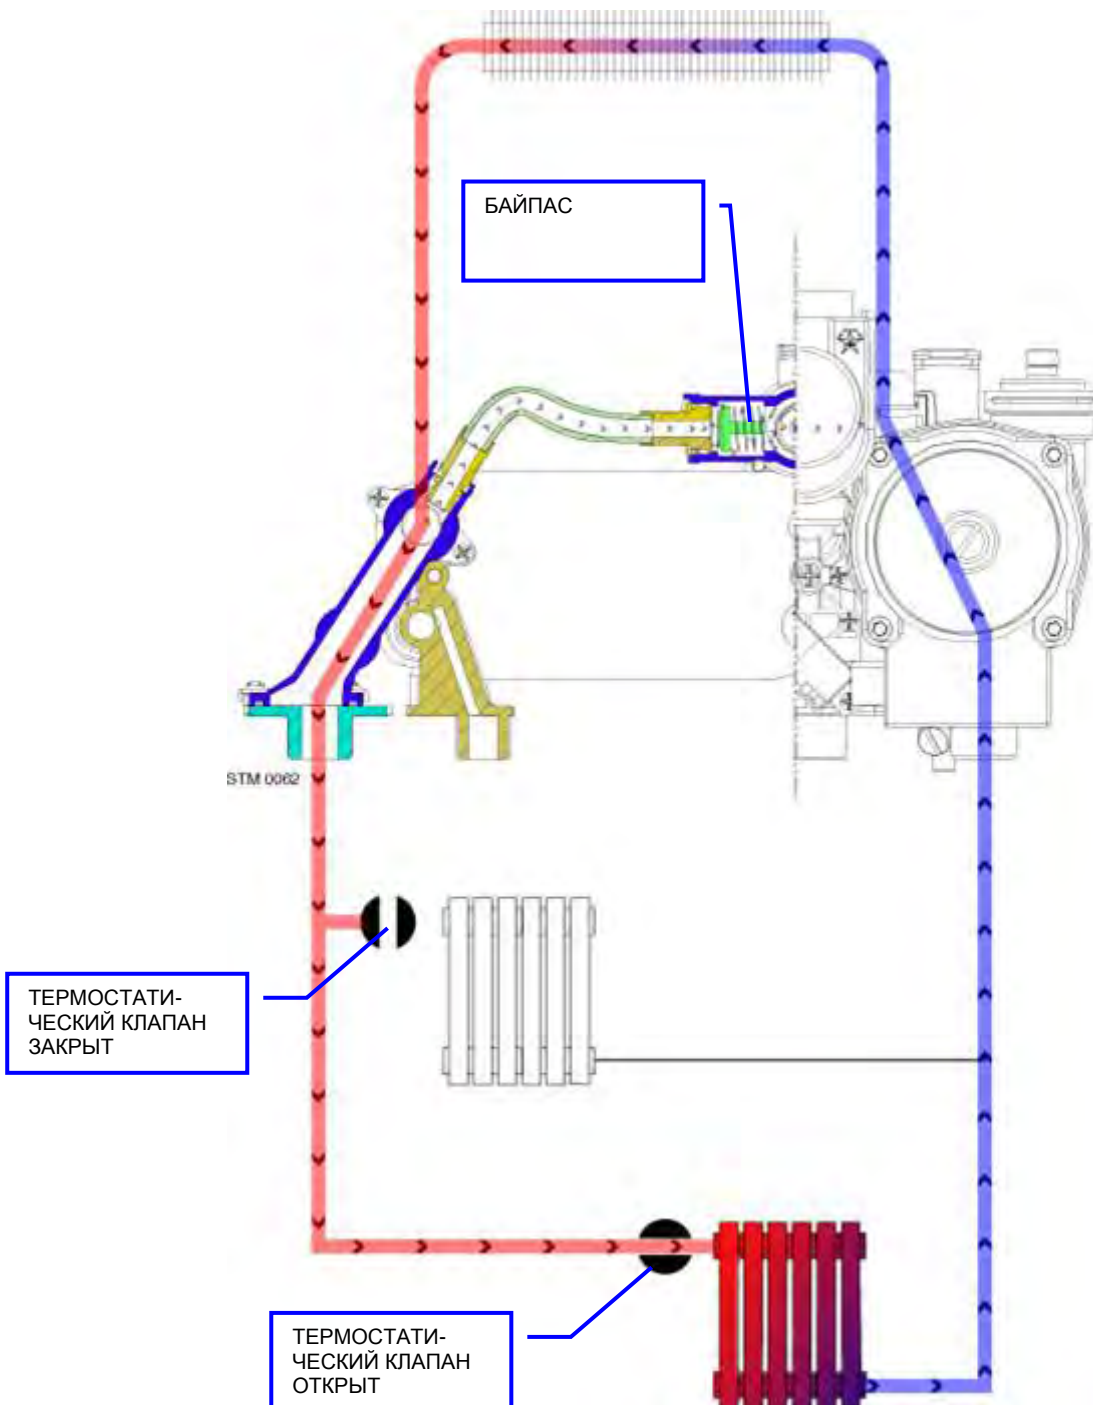 БАЙПАС
STM 0062
ТЕРМОСТАТИ-
ЧЕСКИЙ КЛАПАН
ЗАКРЫТ
ТЕРМОСТАТИ-
ЧЕСКИЙ КЛАПАН
ОТКРЫТ